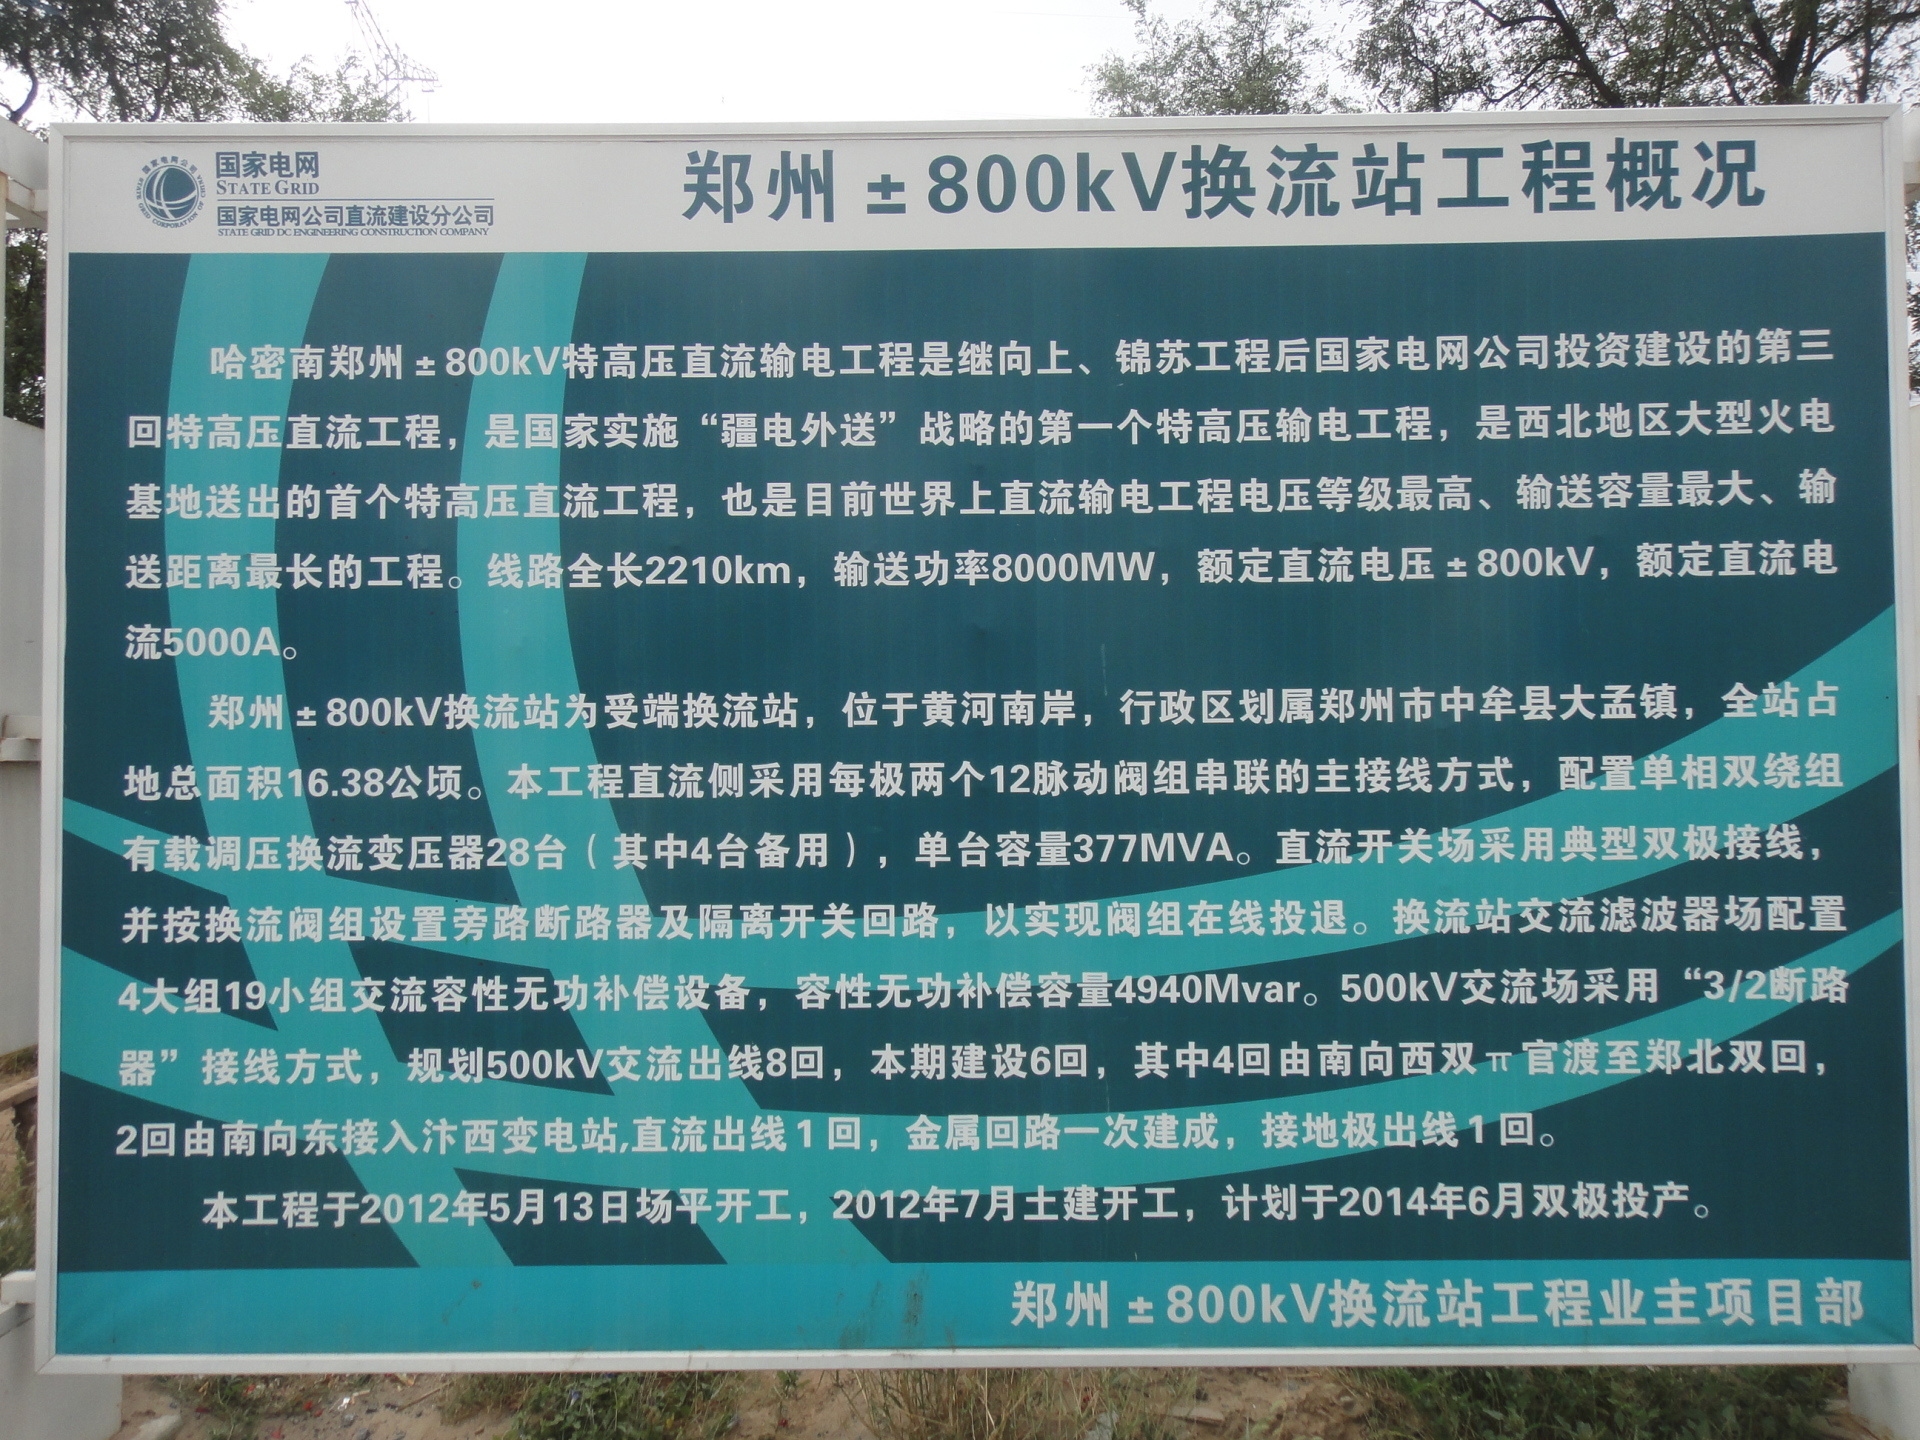 国家电网
STATE GRID
国家电网公司直流建设分公司
STATE GRID DC ENGINEERING CONSTRUCTION COMPANY
郑州±800kV换流站工程概况
哈密南郑州±800kV特高压直流输电工程是继向上、锦苏工程后国家电网公司投资建设的第三
回特高压直流工程，是国家实施“疆电外送”战略的第一个特高压输电工程，是西北地区大型火电
基地送出的首个特高压直流工程，也是目前世界上直流输电工程电压等级最高、输送容量最大、输
送距离最长的工程。线路全长2210km，输送功率8000MW，额定直流电压±800kV，额定直流电
流5000A。
郑州±800kV换流站为受端换流站，位于黄河南岸，行政区划属郑州市中牟县大孟镇，全站占
地总面积16.38公顷。本工程直流侧采用每极两个12脉动阀组串联的主接线方式，配置单相双绕组
有载调压换流变压器28台（其中4台备用），单台容量377MVA。直流开关场采用典型双极接线，
并按换流阀组设置旁路断路器及隔离开关回路，以实现阀组在线投退。换流站交流滤波器场配置
4大组19小组交流容性无功补偿设备，容性无功补偿容量4940Mvar。500kV交流场采用“3/2断路
器”接线方式，规划500kV交流出线8回，本期建设6回，其中4回由南向西双π官渡至郑北双回，
2回由南向东接入汴西变电站,直流出线1回，金属回路一次建成，接地极出线1回。
本工程于2012年5月13日场平开工，2012年7月土建开工，计划于2014年6月双极投产。
郑州±800kV换流站工程业主项目部